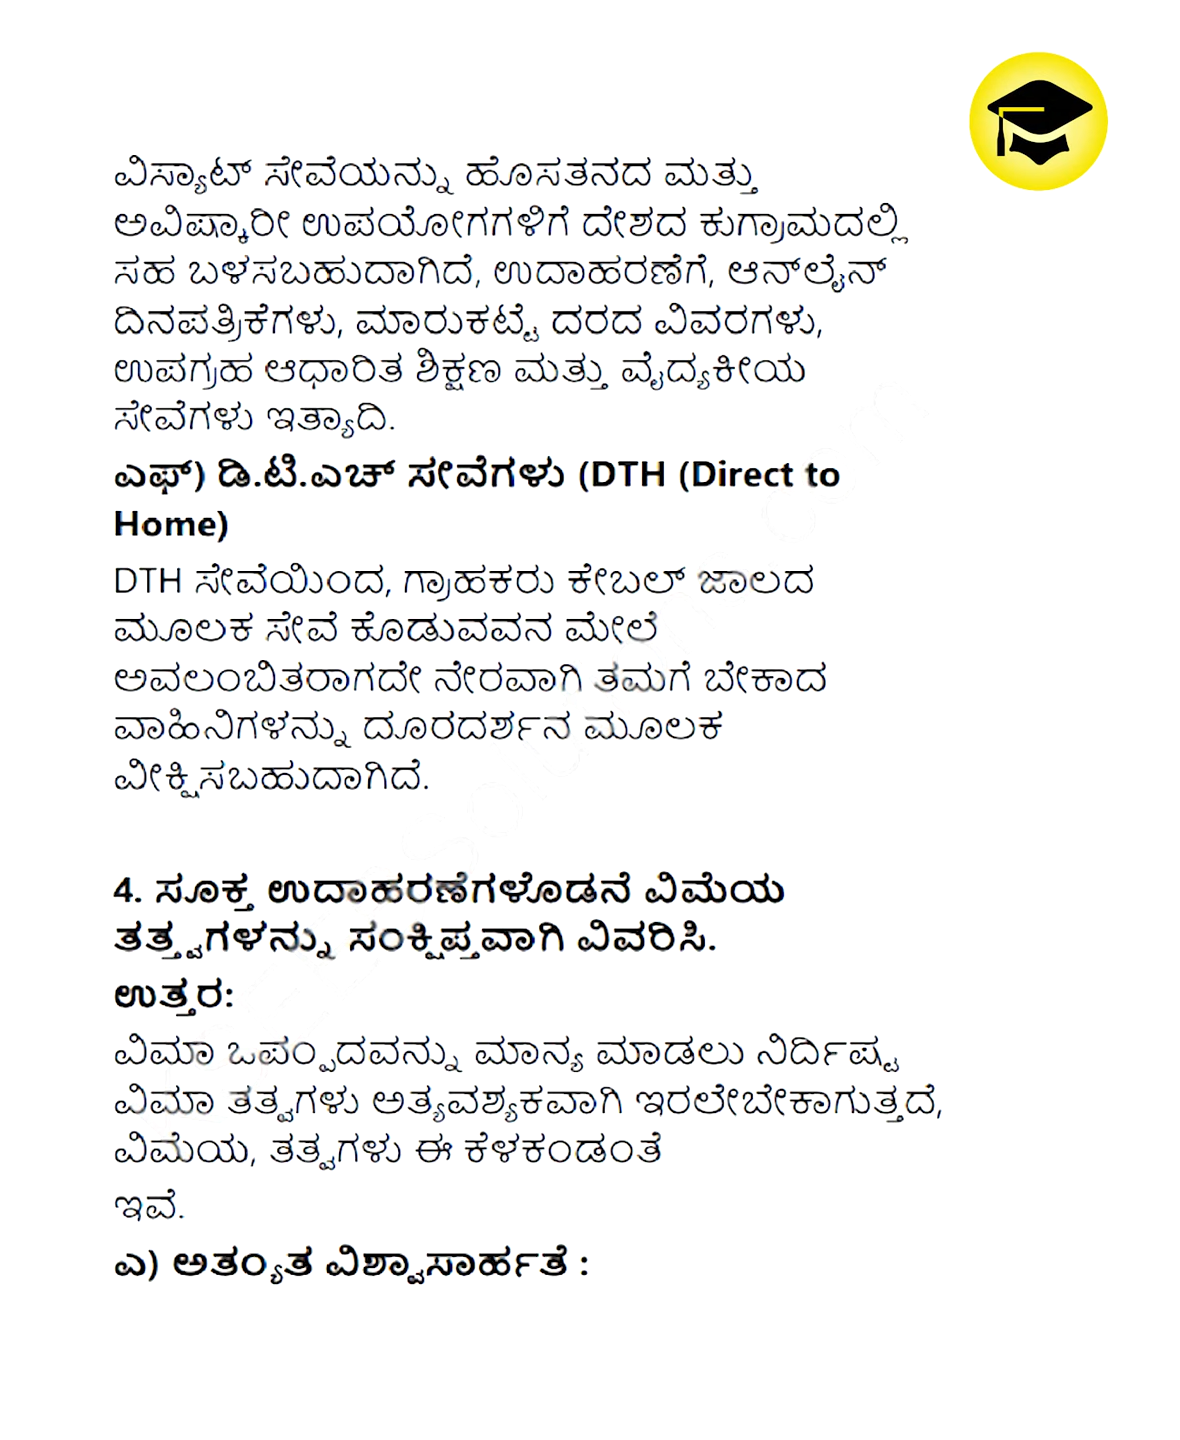 ವಿಸ್ಯಾಟ್ ಸೇವೆಯನ್ನು ಹೊಸತನದ ಮತ್ತು
ಅವಿಷ್ಕಾರೀ ಉಪಯೋಗಗಳಿಗೆ ದೇಶದ ಕುಗ್ರಾಮದಲ್ಲಿ
ಸಹ ಬಳಸಬಹುದಾಗಿದೆ, ಉದಾಹರಣೆಗೆ, ಆನ್‌ಲೈನ್
ದಿನಪತ್ರಿಕೆಗಳು, ಮಾರುಕಟ್ಟೆ ದರದ ವಿವರಗಳು,
ಉಪಗ್ರಹ ಆಧಾರಿತ ಶಿಕ್ಷಣ ಮತ್ತು ವೈದ್ಯಕೀಯ
ಸೇವೆಗಳು ಇತ್ಯಾದಿ.
ಎಫ್) ಡಿ.ಟಿ.ಎಚ್ ಸೇವೆಗಳು (DTH (Direct to
Home)
DTH ಸೇವೆಯಿಂದ, ಗ್ರಾಹಕರು ಕೇಬಲ್ ಜಾಲದ
ಮೂಲಕ ಸೇವೆ ಕೊಡುವವನ ಮೇಲೆ
ಅವಲಂಬಿತರಾಗದೇ ನೇರವಾಗಿ ತಮಗೆ ಬೇಕಾದ
ವಾಹಿನಿಗಳನ್ನು ದೂರದರ್ಶನ ಮೂಲಕ
ವೀಕ್ಷಿಸಬಹುದಾಗಿದೆ.
4. ಸೂಕ್ತ ಉದಾಹರಣೆಗಳೊಡನೆ ವಿಮೆಯ
ತತ್ತ್ವಗಳನ್ನು ಸಂಕ್ಷಿಪ್ತವಾಗಿ ವಿವರಿಸಿ.
ಉತ್ತರ:
ವಿಮಾ ಒಪಂಪ್ದವನ್ನು ಮಾನ್ಯ ಮಾಡಲು ನಿರ್ದಿಷ್ಟ
ವಿಮಾ ತತ್ವಗಳು ಅತ್ಯವಶ್ಯಕವಾಗಿ ಇರಲೇಬೇಕಾಗುತ್ತದೆ,
ವಿಮೆಯ, ತತ್ವಗಳು ಈ ಕೆಳಕಂಡಂತೆ
ಇವೆ.
ಎ) ಅತಂ್ಯತ ವಿಶ್ವಾಸಾರ್ಹತೆ :